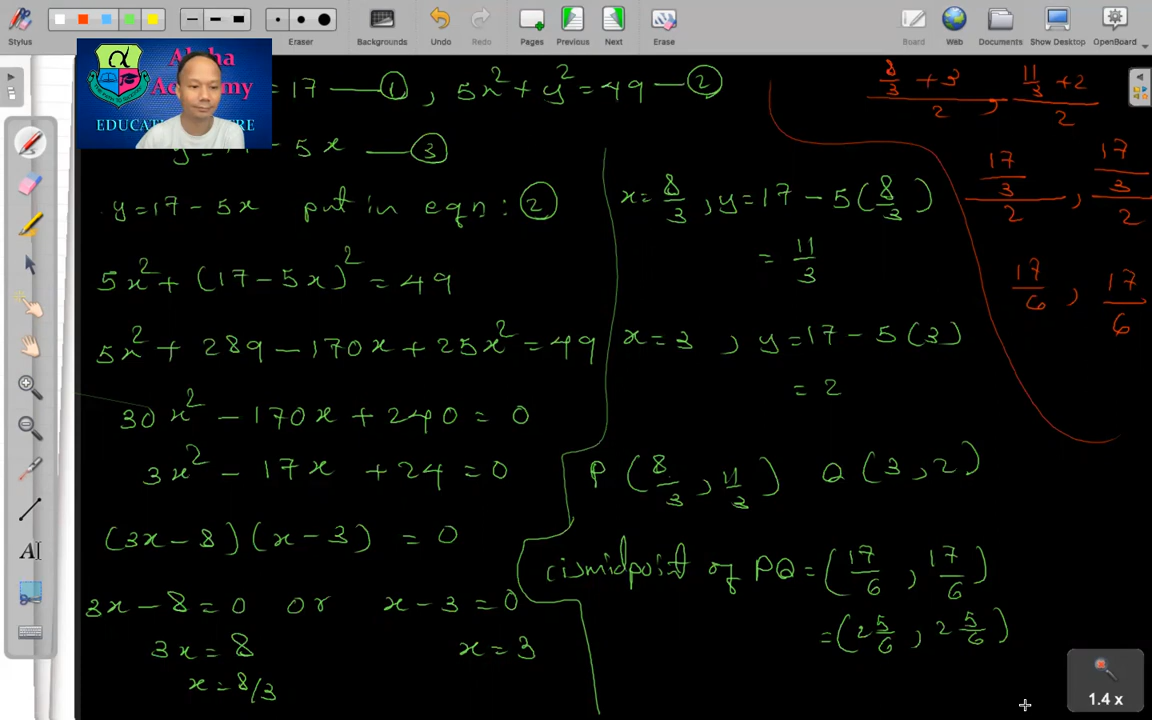 Stylus
Eraser
Backgrounds
Undo
Redo
Pages
Previous
Next
Erase
Board
Web
Documents
Show Desktop
OpenBoard
α
Alpha
Academy
EDUCAT
= 17 — ① , 5x² + y² = 49 — ②
5x — ③
y = 17 - 5x put in eqn : ②
5x² + (17 - 5x)² = 49
5x² + 289 - 170x + 25x² = 49
30x² - 170x + 240 = 0
3x² - 17x + 24 = 0
(3x - 8)(x - 3) = 0
3x - 8 = 0 or x - 3 = 0
3x = 8 x = 3
x = 8/3
x = 8/3 , y = 17 - 5(8/3)
= 11/3
x = 3 , y = 17 - 5(3)
= 2
P (8/3 , 11/3) Q (3 , 2)
C is midpoint of PQ = (17/6 , 17/6)
= (2 5/6 , 2 5/6)
(8/3 + 3)/2 , (11/3 + 2)/2
(17/3)/2 , (17/3)/2
17/6 , 17/6
AI
1.4 x